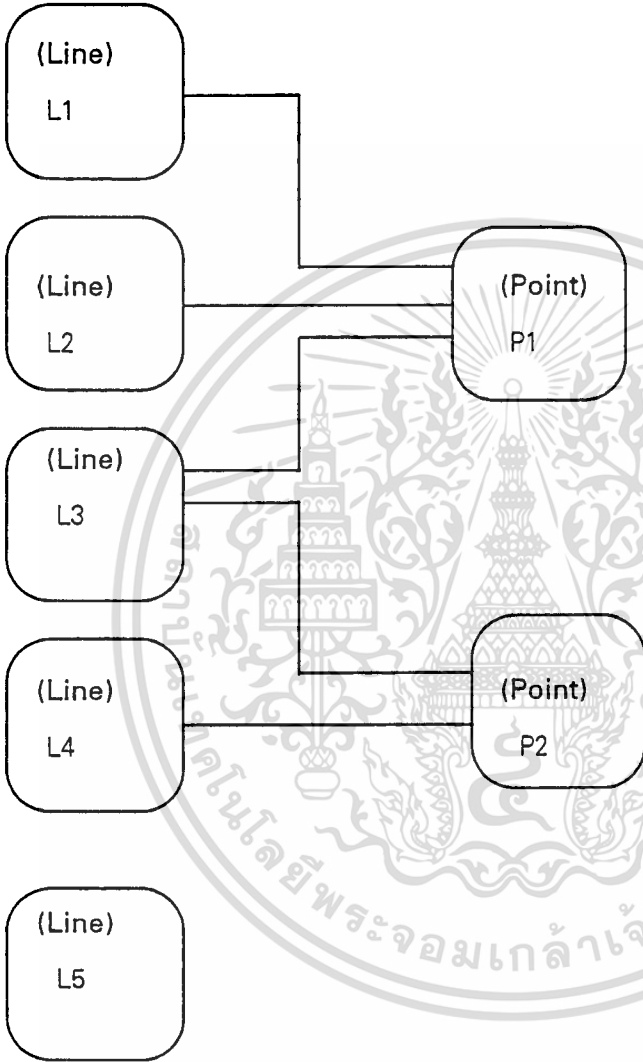 (Line)
L1
(Line)
L2
(Point)
P1
(Line)
L3
(Line)
L4
(Point)
P2
(Line)
L5